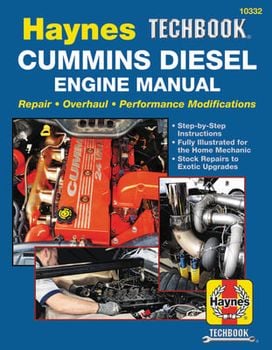 10332
Haynes TECHBOOK®
CUMMINS DIESEL
ENGINE MANUAL
Repair • Overhaul • Performance Modifications
• Step-by-Step
Instructions
• Fully Illustrated for
the Home Mechanic
• Stock Repairs to
Exotic Upgrades
CUMMINS
24 VALVE
Haynes
TECHBOOK